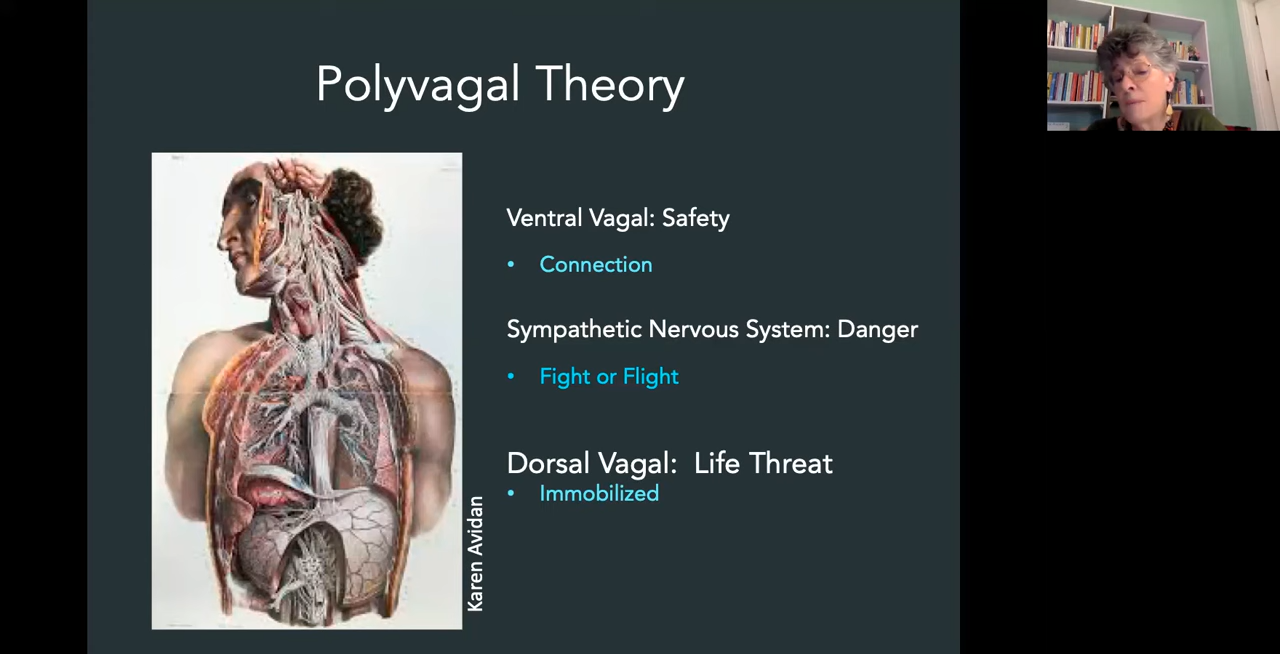 Polyvagal Theory
Ventral Vagal: Safety
• Connection
Sympathetic Nervous System: Danger
• Fight or Flight
Dorsal Vagal:  Life Threat
• Immobilized
Karen Avidan